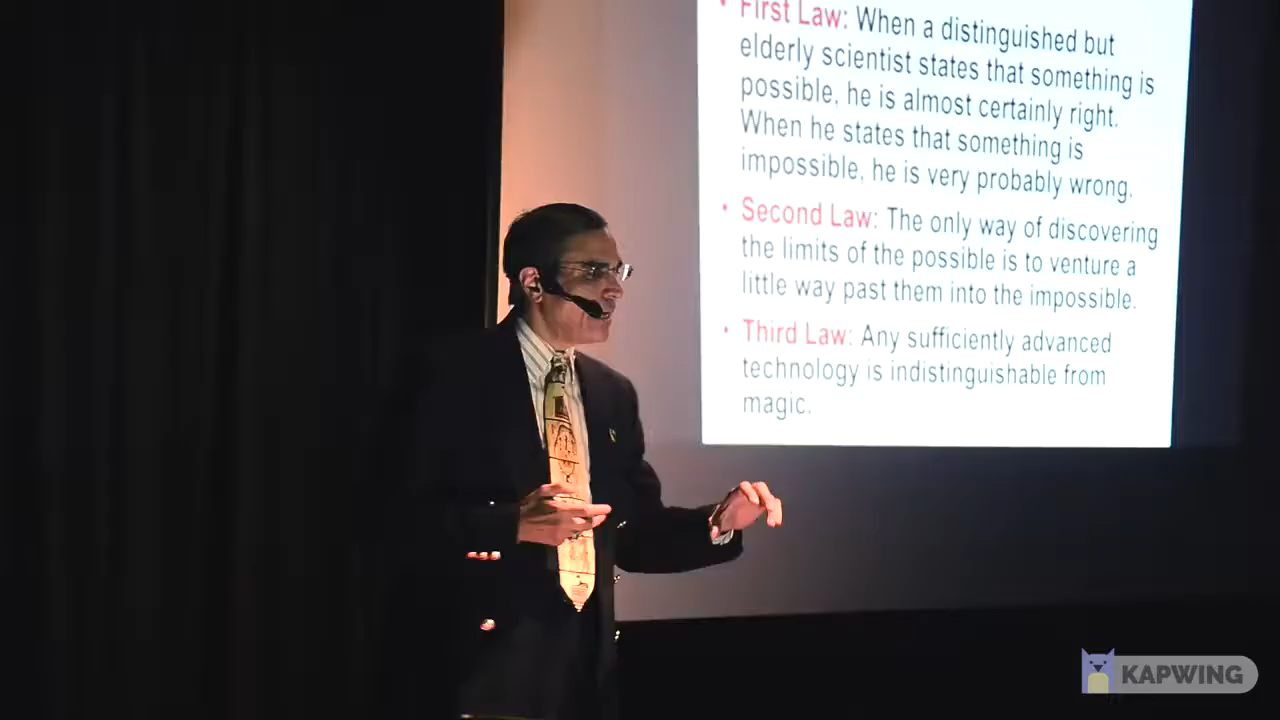 • First Law: When a distinguished but
elderly scientist states that something is
possible, he is almost certainly right.
When he states that something is
impossible, he is very probably wrong.
• Second Law: The only way of discovering
the limits of the possible is to venture a
little way past them into the impossible.
• Third Law: Any sufficiently advanced
technology is indistinguishable from
magic.
KAPWING